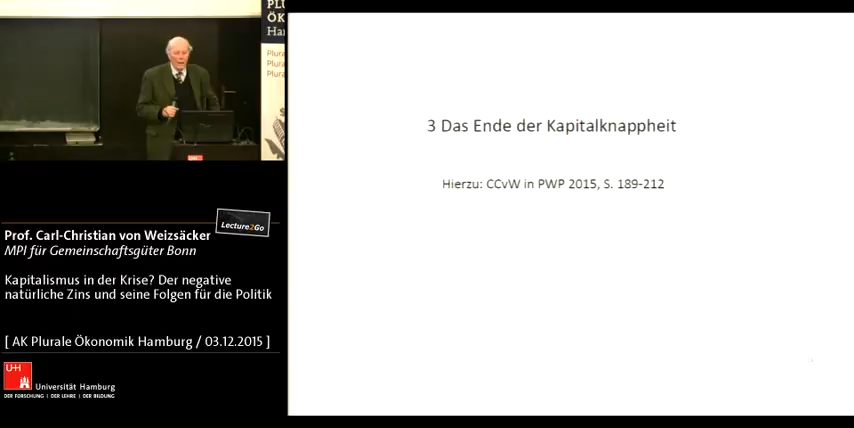 PL
ÖK
Ha
Plura
Plura
Plura
Lecture2Go
Prof. Carl-Christian von Weizsäcker
MPI für Gemeinschaftsgüter Bonn
Kapitalismus in der Krise? Der negative
natürliche Zins und seine Folgen für die Politik
[ AK Plurale Ökonomik Hamburg / 03.12.2015 ]
UH
Universität Hamburg
DER FORSCHUNG | DER LEHRE | DER BILDUNG
3 Das Ende der Kapitalknappheit
Hierzu: CCvW in PWP 2015, S. 189-212